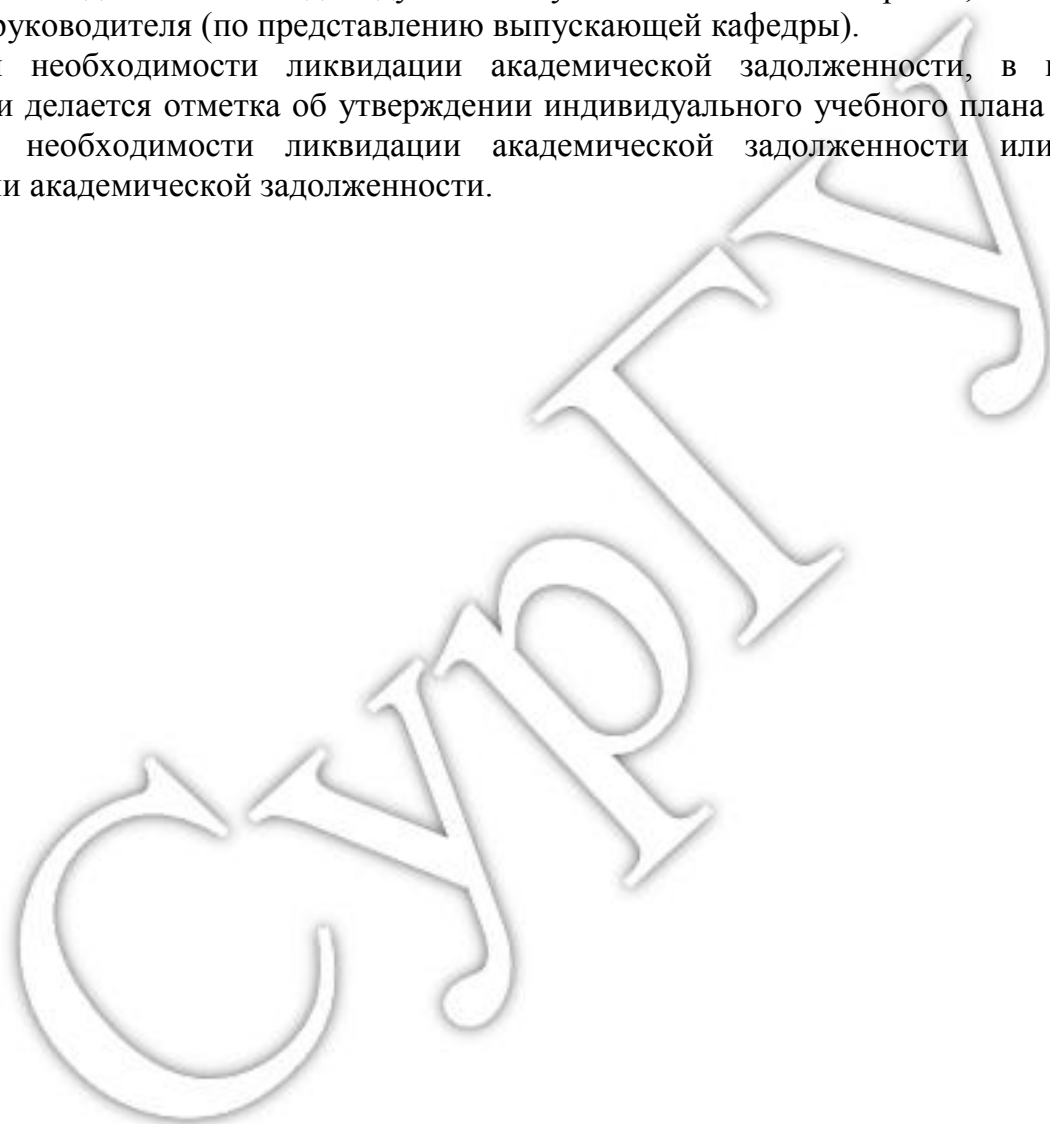 руководителя (по представлению выпускающей кафедры).
необходимости ликвидации академической задолженности, в
делается отметка об утверждении индивидуального учебного плана
необходимости ликвидации академической задолженности или
академической задолженности.
СурГУ